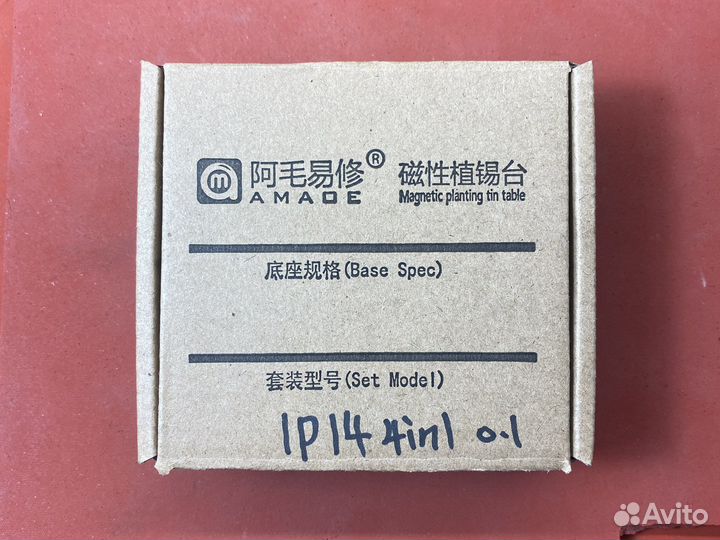 阿毛易修® 磁性植锡台
AMAOE Magnetic planting tin table
底座规格(Base Spec)
套装型号(Set Model)
IP14 4in1 0.1
Avito